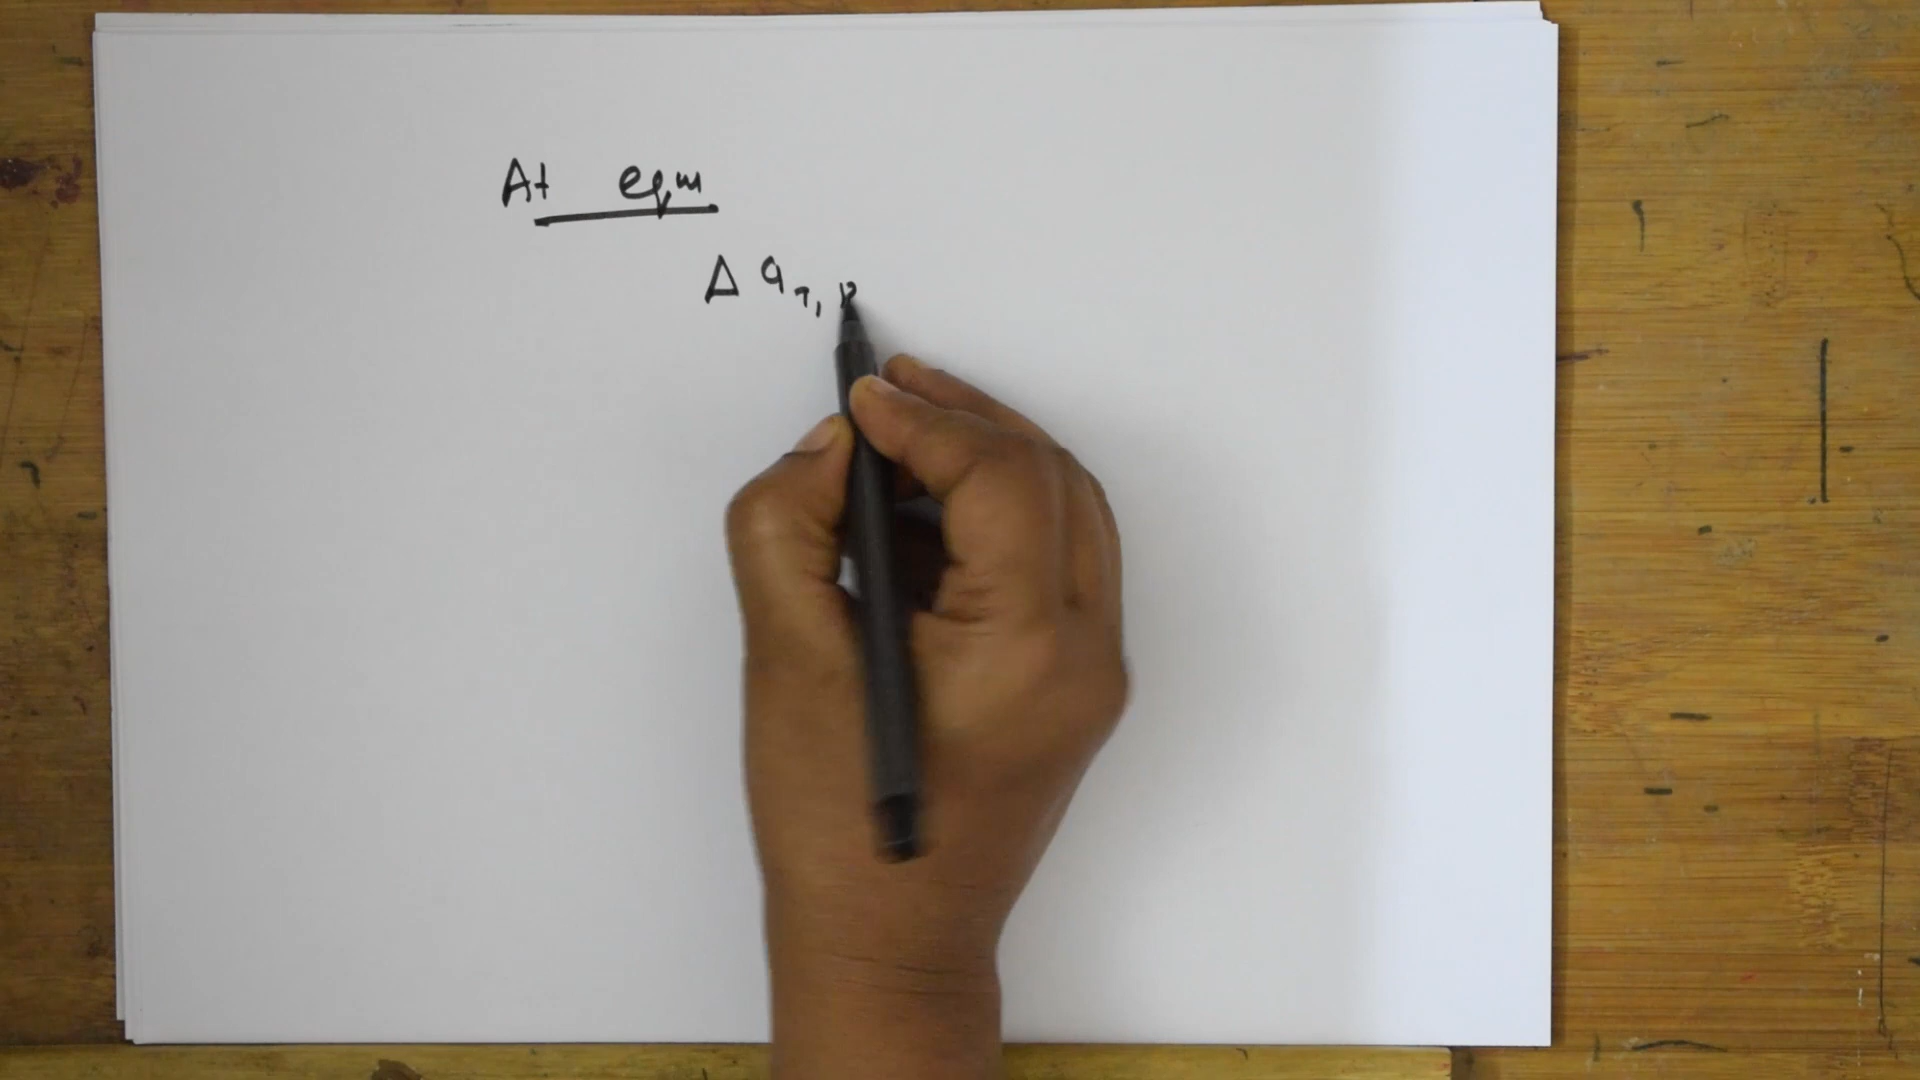 At eqm
Δ G T, P